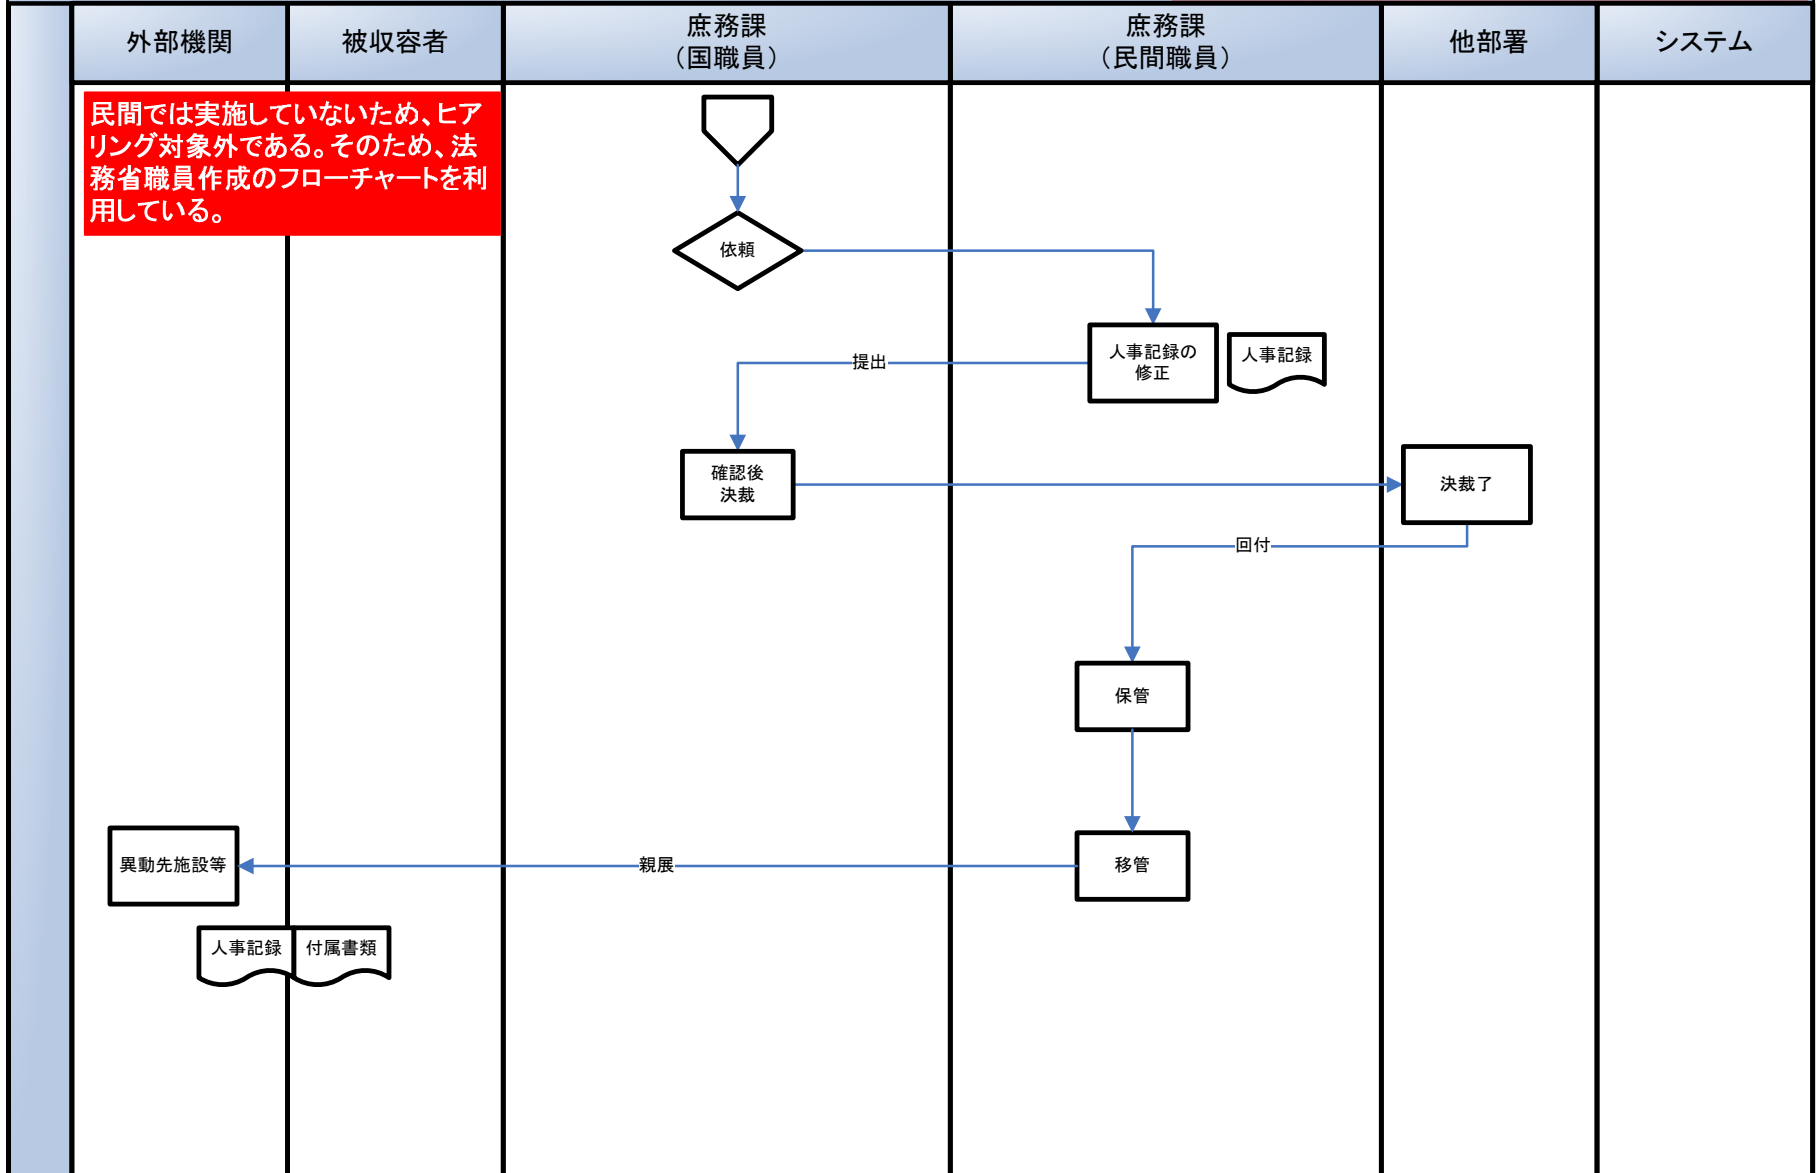 外部機関
被収容者
庶務課
（国職員）
庶務課
（民間職員）
他部署
システム
民間では実施していないため、ヒア
リング対象外である。そのため、法
務省職員作成のフローチャートを利
用している。
依頼
人事記録の
修正
人事記録
提出
確認後
決裁
決裁了
回付
保管
異動先施設等
親展
移管
人事記録
付属書類